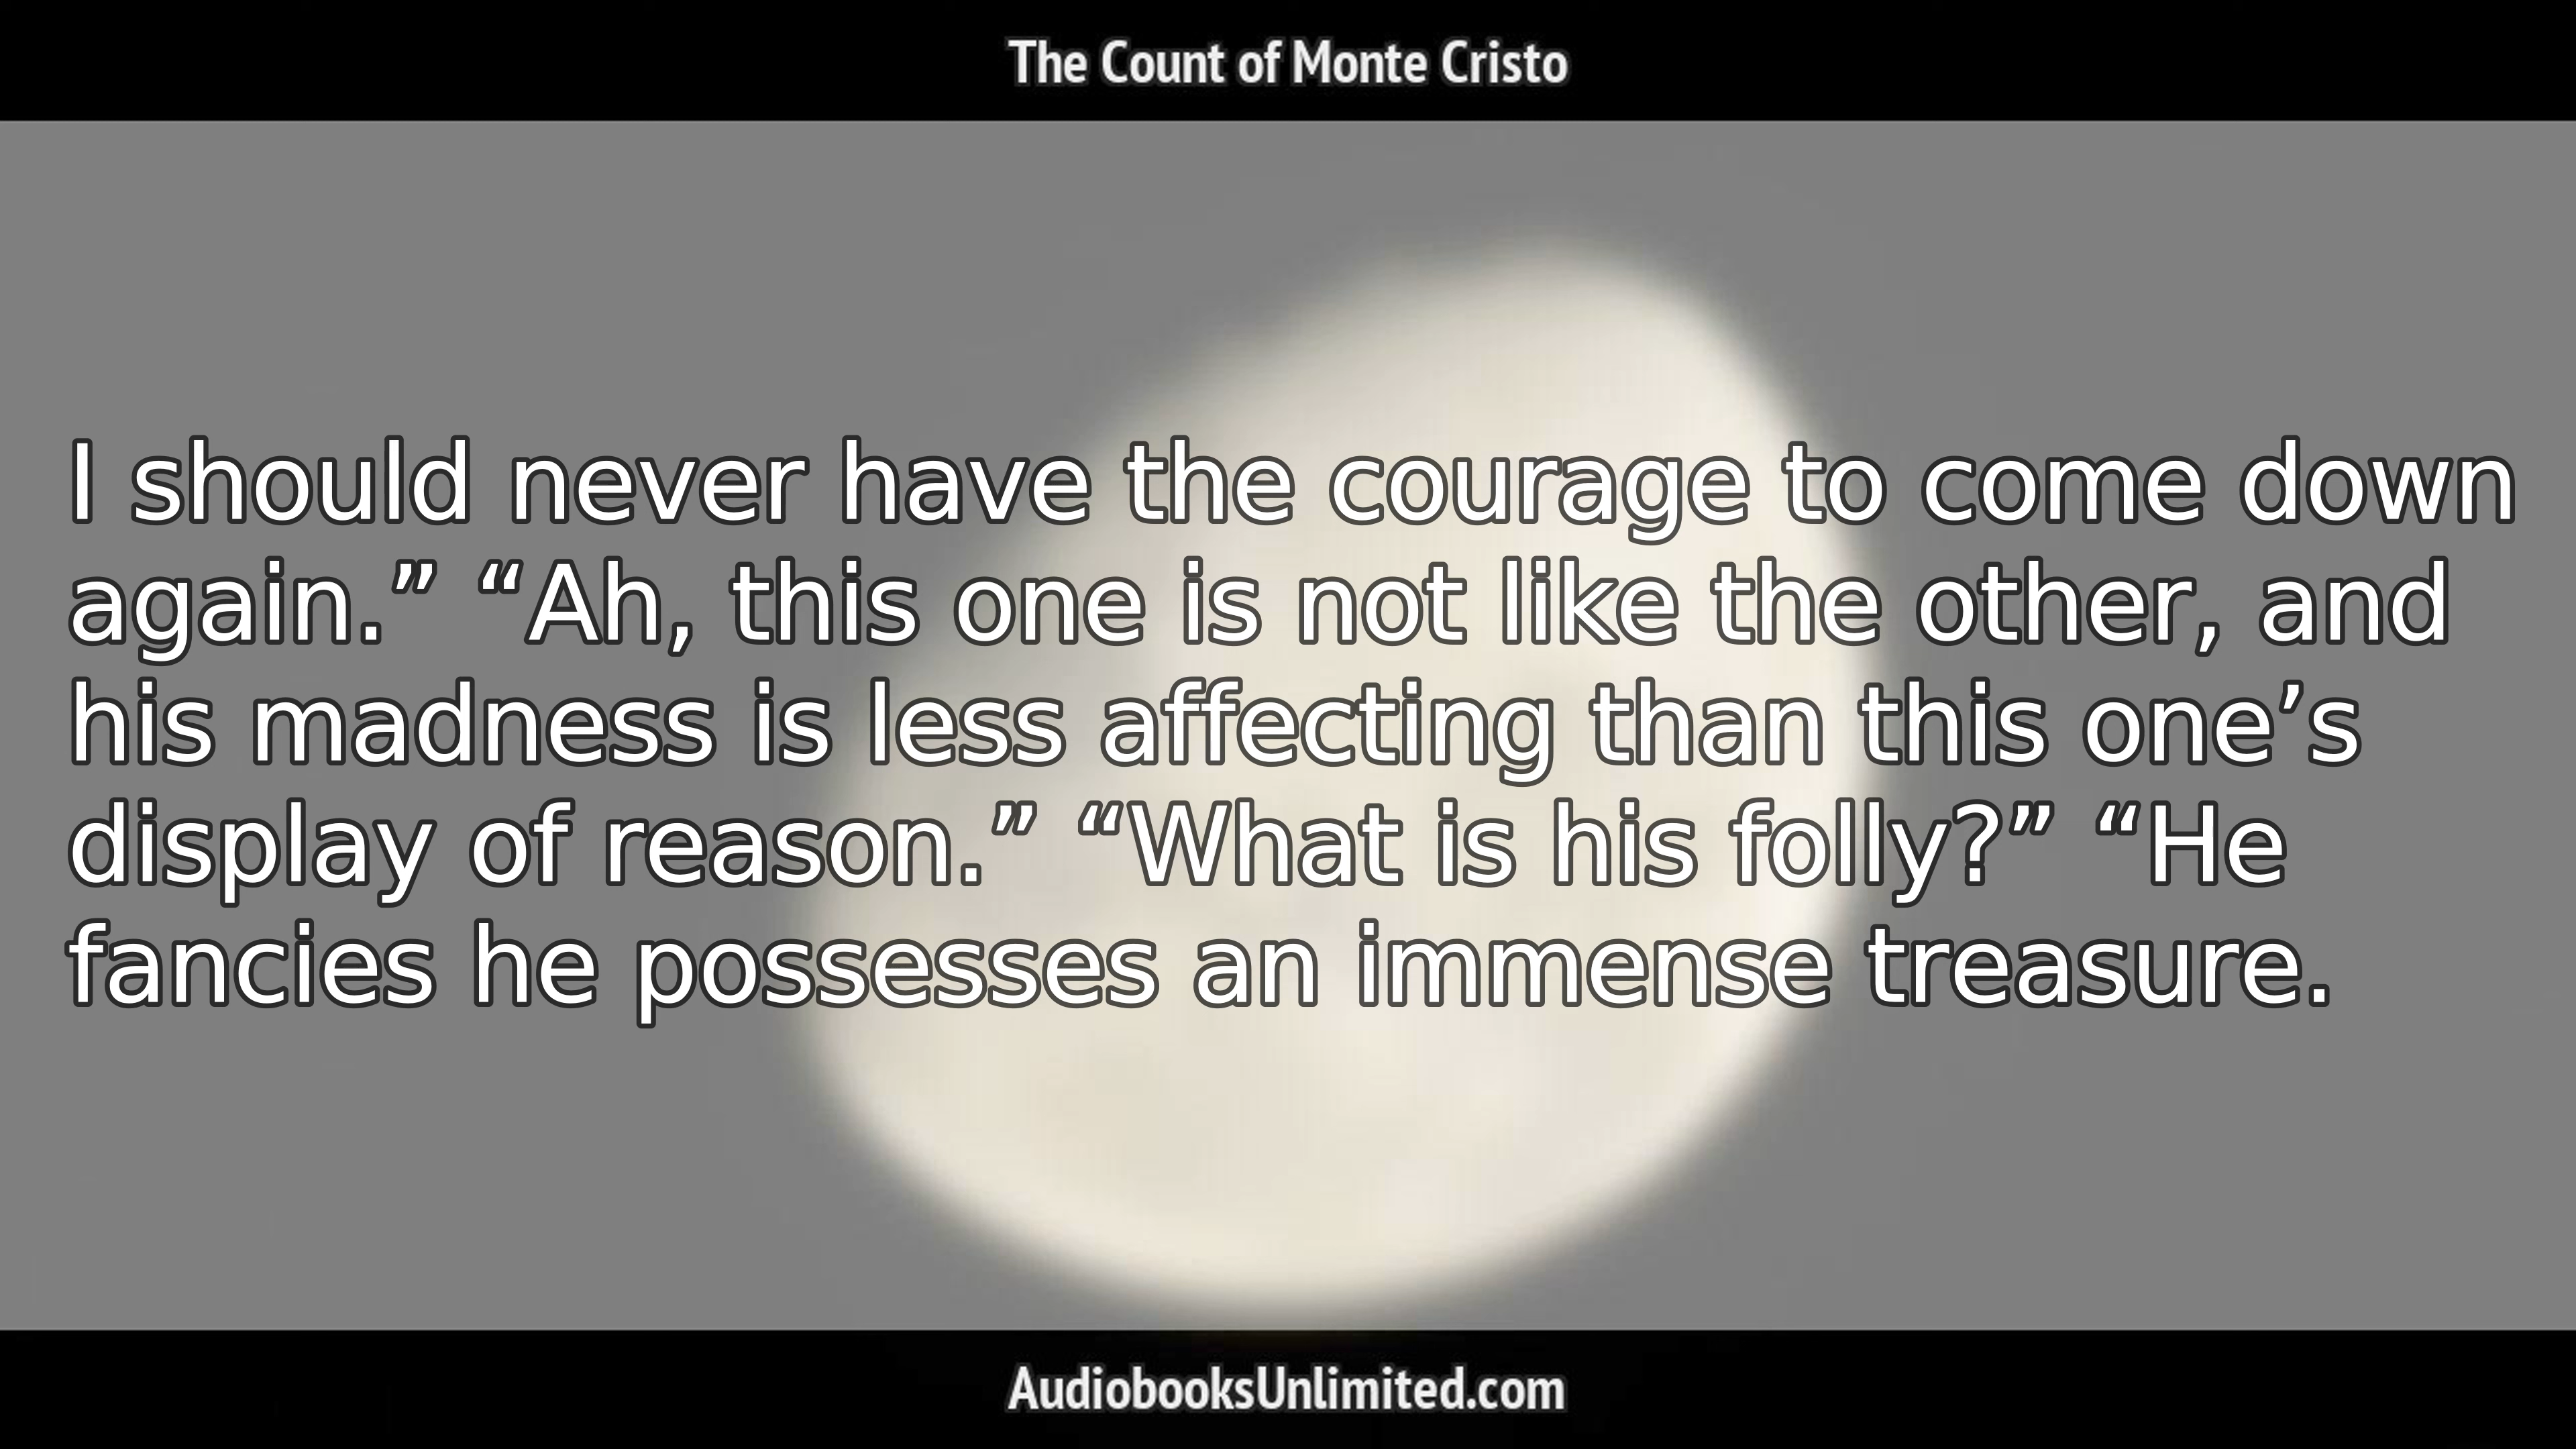 The Count of Monte Cristo
I should never have the courage to come down
again.” “Ah, this one is not like the other, and
his madness is less affecting than this one’s
display of reason.” “What is his folly?” “He
fancies he possesses an immense treasure.
AudiobooksUnlimited.com